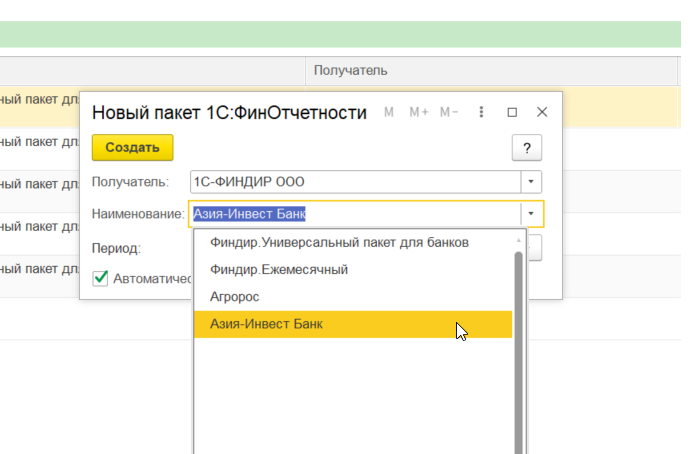 Получатель
ный пакет дл
Новый пакет 1С:ФинОтчетности M M+ M-
ный пакет дл
Создать ?
ный пакет дл
Получатель: 1С-ФИНДИР ООО
Наименование: Азия-Инвест Банк
ный пакет дл
Период:
Финдир.Универсальный пакет для банков
ный пакет дл
Автоматичес
Финдир.Ежемесячный
Агророс
Азия-Инвест Банк